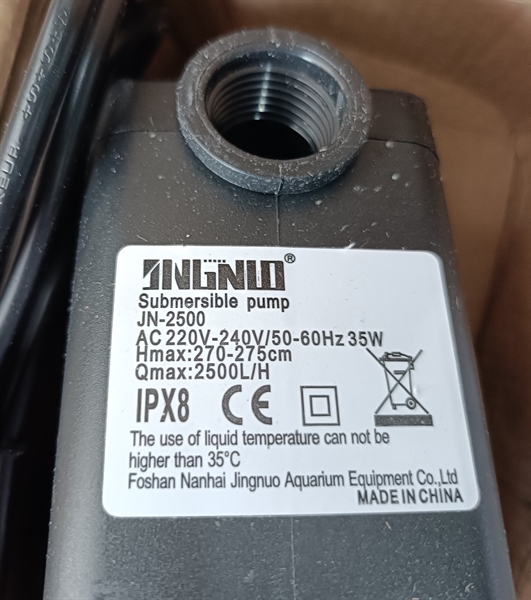 JINGNUO®
Submersible pump
JN-2500
AC 220V-240V/50-60Hz 35W
Hmax:270-275cm
Qmax:2500L/H
IPX8 CE
The use of liquid temperature can not be
higher than 35°C
Foshan Nanhai Jingnuo Aquarium Equipment Co.,Ltd
MADE IN CHINA